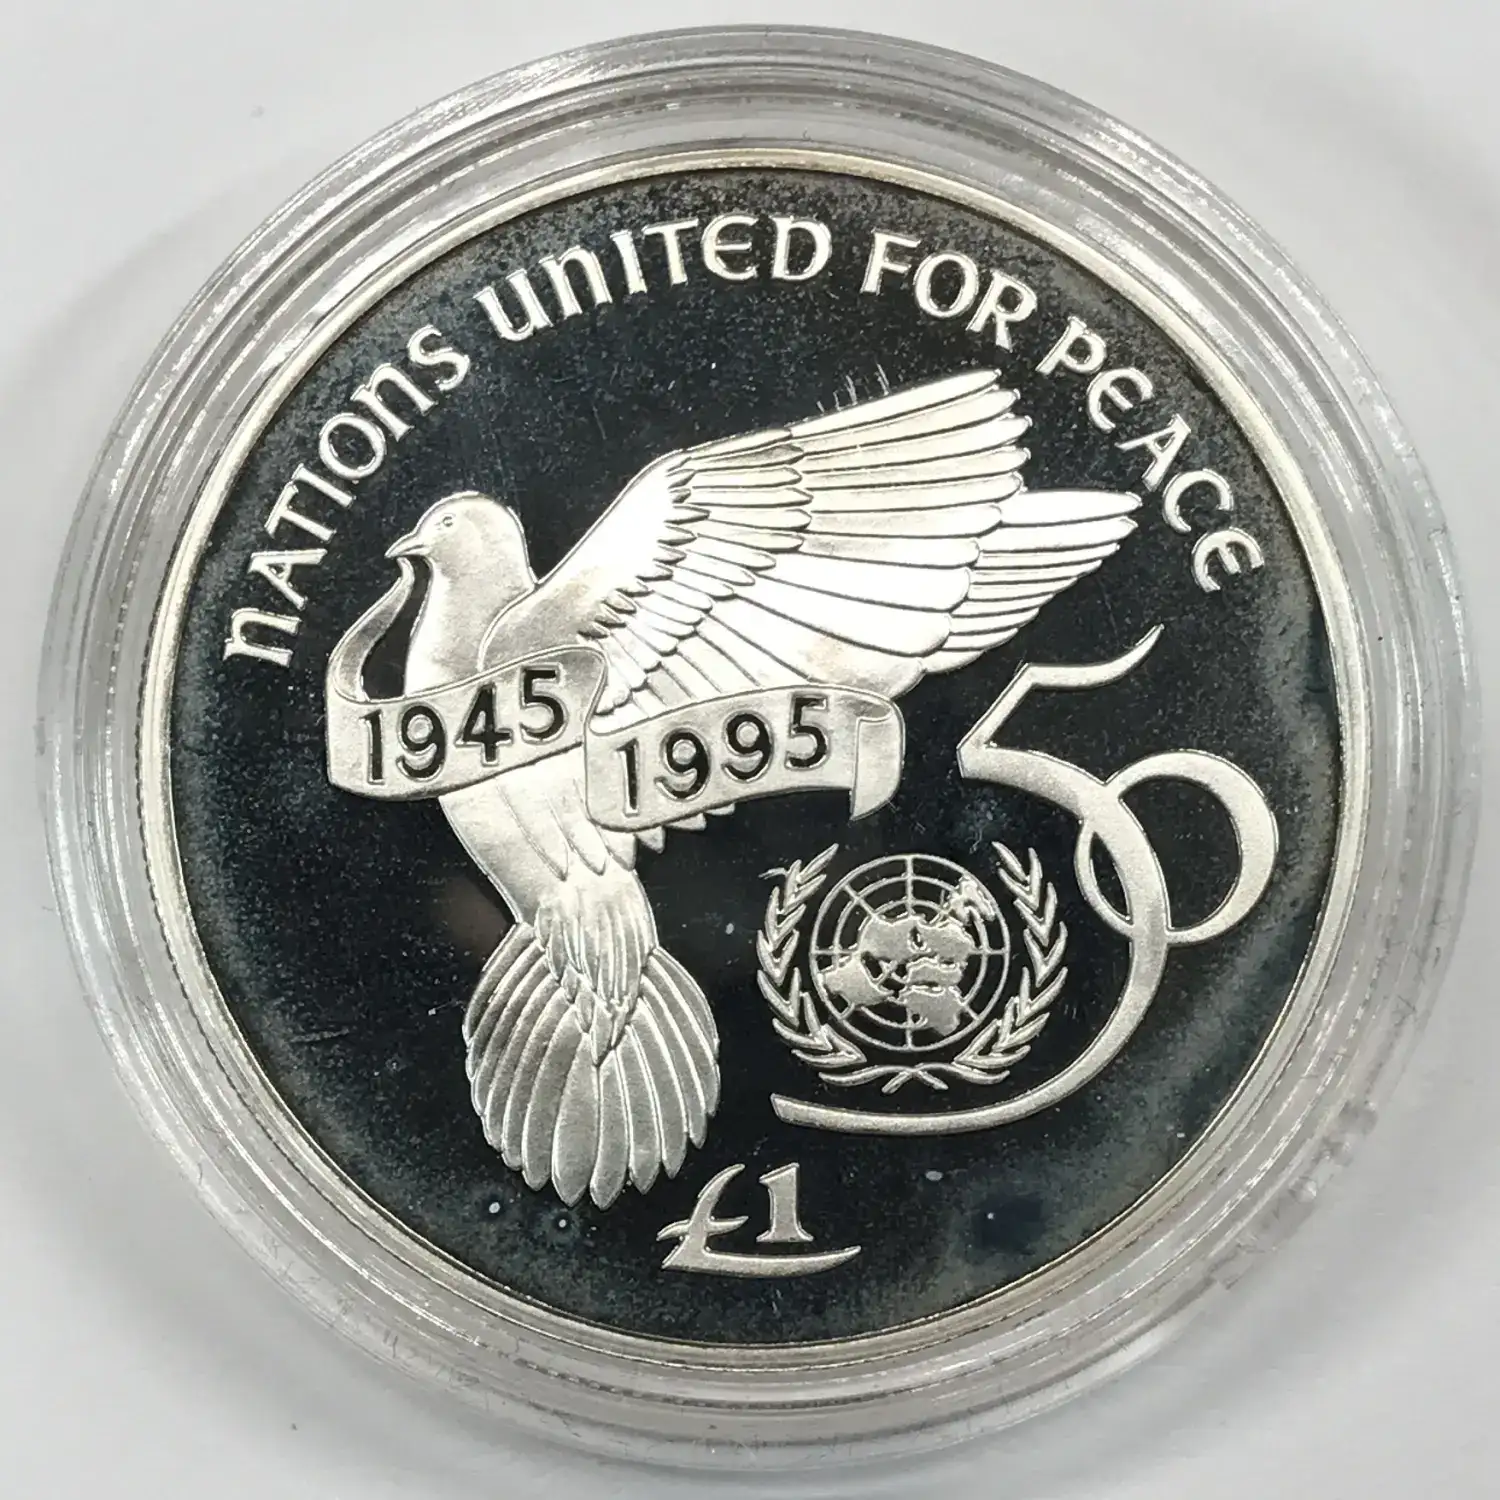 NATIONS UNITED FOR PEACE
1945
1995
50
£1